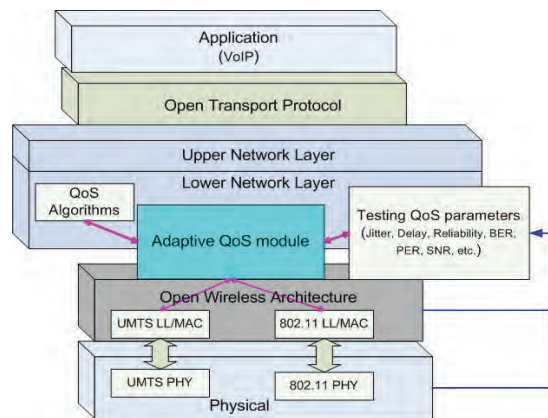 Application
(VoIP)
Open Transport Protocol
Upper Network Layer
Lower Network Layer
QoS
Algorithms
Adaptive QoS module
Testing QoS parameters
(Jitter, Delay, Reliability, BER,
PER, SNR, etc.)
Open Wireless Architecture
UMTS LL/MAC
802.11 LL/MAC
UMTS PHY
802.11 PHY
Physical